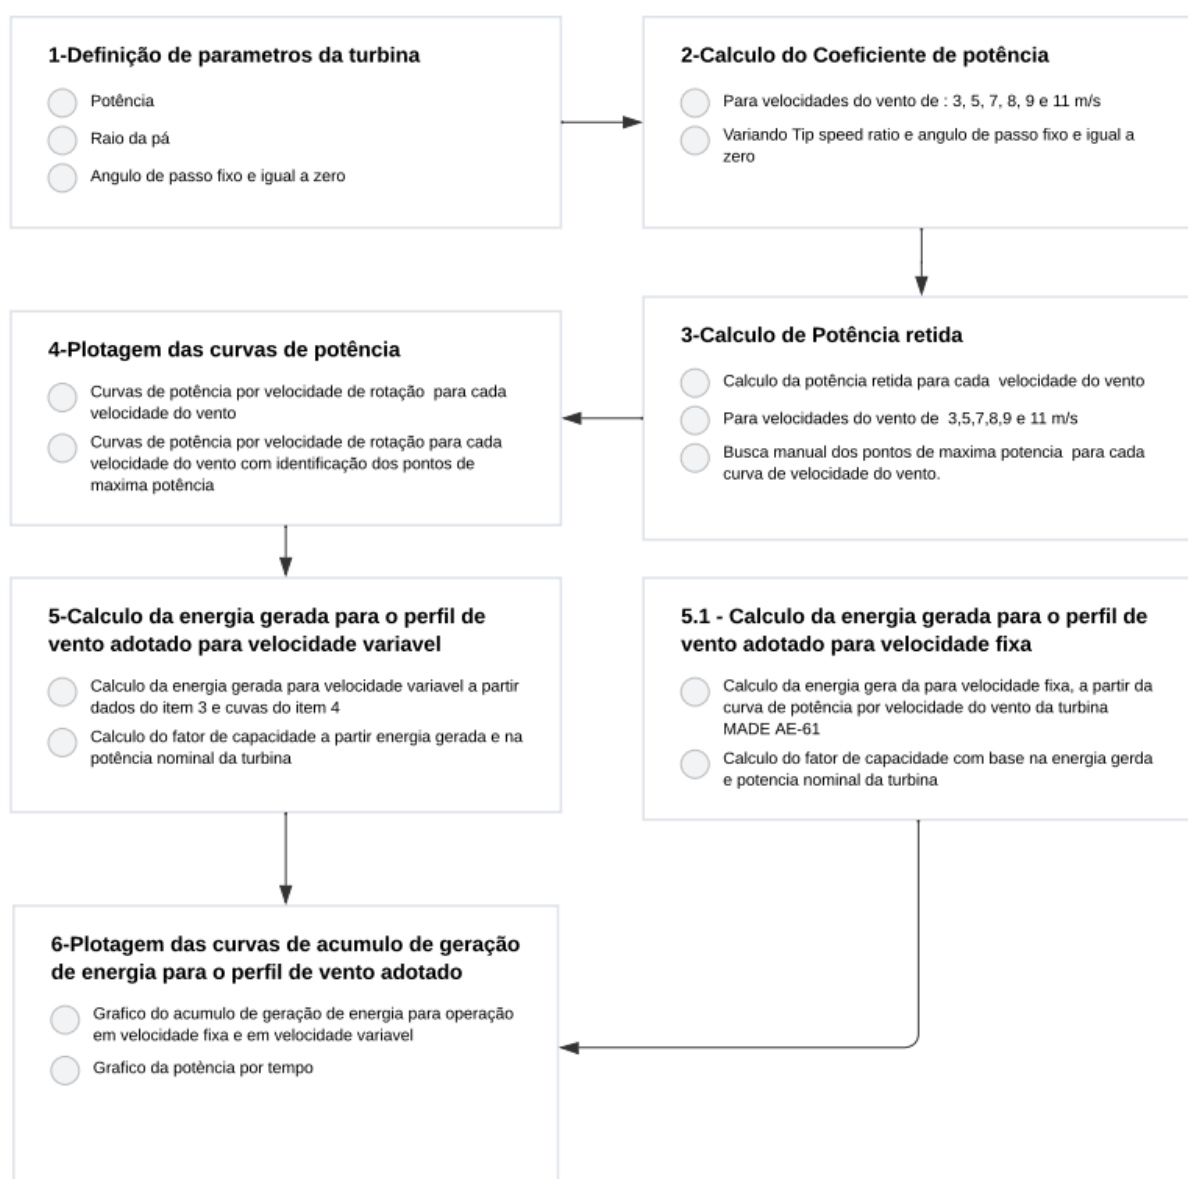 1-Definição de parametros da turbina
Potência
Raio da pá
Angulo de passo fixo e igual a zero
2-Calculo do Coeficiente de potência
Para velocidades do vento de : 3, 5, 7, 8, 9 e 11 m/s
Variando Tip speed ratio e angulo de passo fixo e igual a
zero
3-Calculo de Potência retida
Calculo da potência retida para cada  velocidade do vento
Para velocidades do vento de  3,5,7,8,9 e 11 m/s
Busca manual dos pontos de maxima potencia  para cada
curva de velocidade do vento.
4-Plotagem das curvas de potência
Curvas de potência por velocidade de rotação  para cada
velocidade do vento
Curvas de potência por velocidade de rotação para cada
velocidade do vento com identificação dos pontos de
maxima potência
5-Calculo da energia gerada para o perfil de
vento adotado para velocidade variavel
Calculo da energia gerada para velocidade variavel a partir
dados do item 3 e cuvas do item 4
Calculo do fator de capacidade a partir energia gerada e na
potência nominal da turbina
5.1 - Calculo da energia gerada para o perfil de
vento adotado para velocidade fixa
Calculo da energia gera da para velocidade fixa, a partir da
curva de potência por velocidade do vento da turbina
MADE AE-61
Calculo do fator de capacidade com base na energia gerda
e potencia nominal da turbina
6-Plotagem das curvas de acumulo de geração
de energia para o perfil de vento adotado
Grafico do acumulo de geração de energia para operação
em velocidade fixa e em velocidade variavel
Grafico da potència por tempo